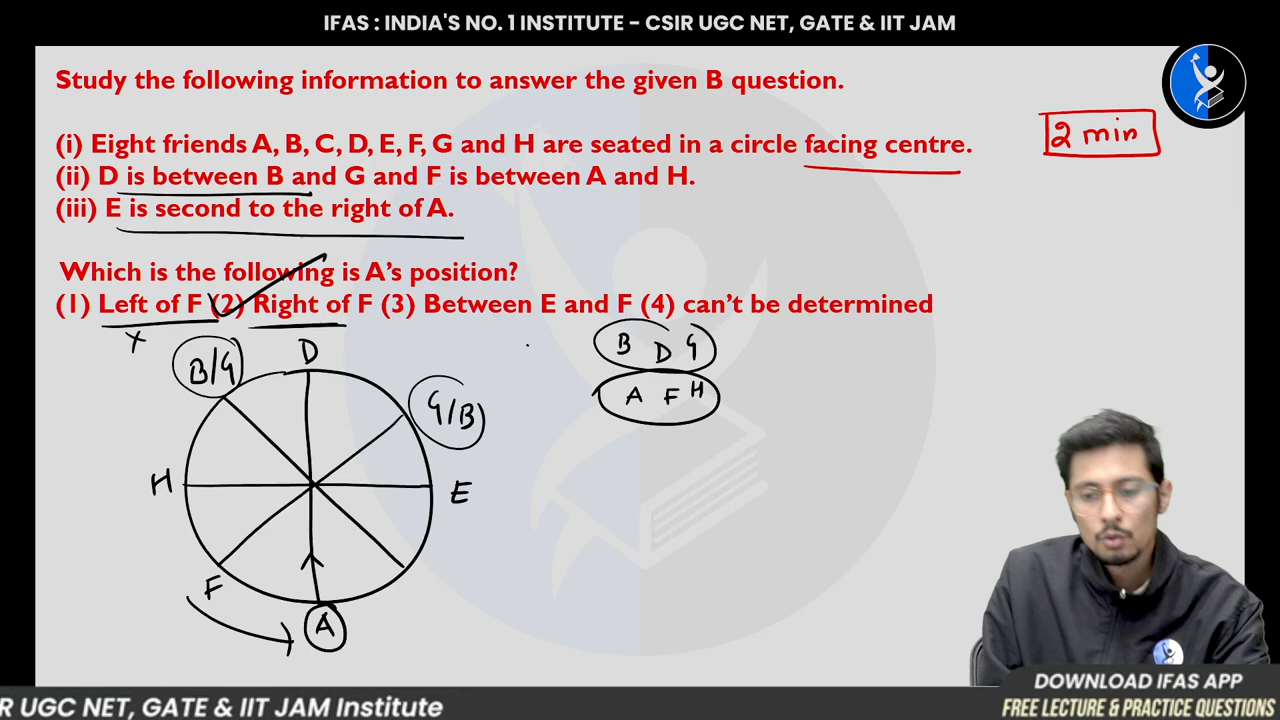 IFAS : INDIA'S NO. 1 INSTITUTE - CSIR UGC NET, GATE & IIT JAM
Study the following information to answer the given B question.
2 min
(i) Eight friends A, B, C, D, E, F, G and H are seated in a circle facing centre.
(ii) D is between B and G and F is between A and H.
(iii) E is second to the right of A.
Which is the following is A's position?
(1) Left of F (2) Right of F (3) Between E and F (4) can't be determined
B D G
A F H
D
B/G
G/B
H
E
F
A
DOWNLOAD IFAS APP
SR UGC NET, GATE & IIT JAM Institute
FREE LECTURE & PRACTICE QUESTIONS